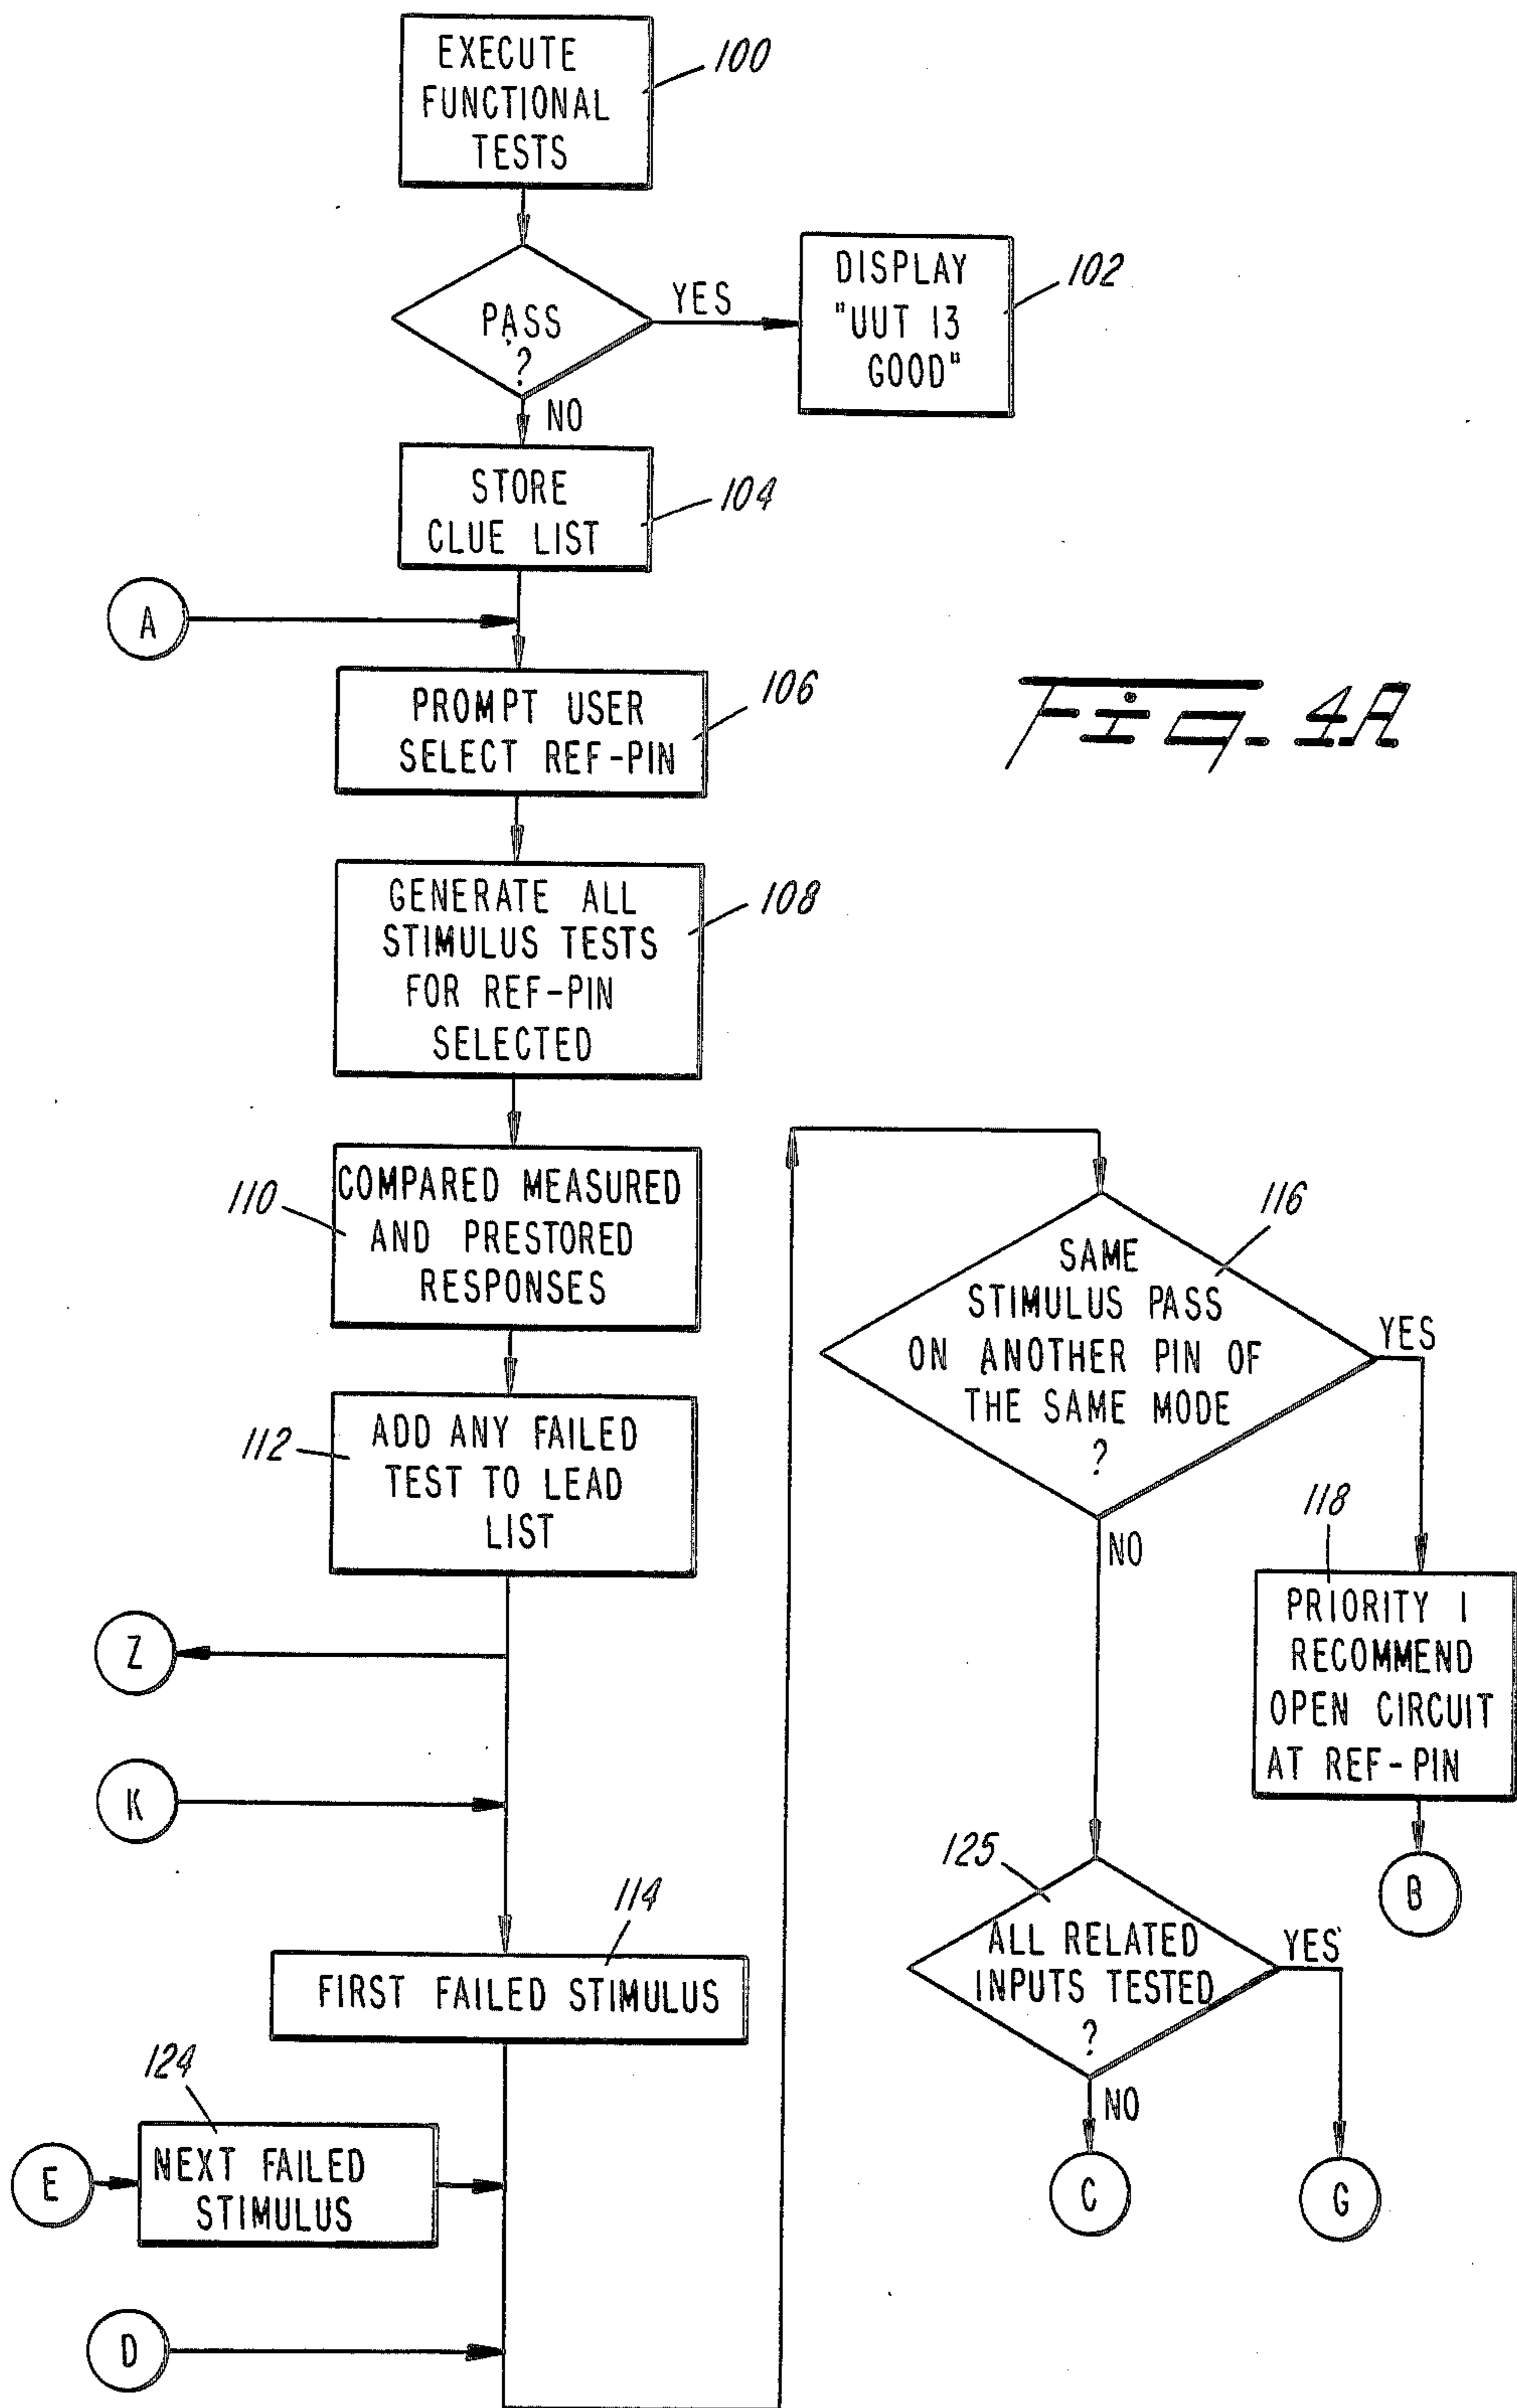 EXECUTE
FUNCTIONAL
TESTS
100
PASS
?
YES
NO
DISPLAY
"UUT 13
GOOD"
102
STORE
CLUE LIST
104
A
PROMPT USER
SELECT REF-PIN
106
Fig. 4A
GENERATE ALL
STIMULUS TESTS
FOR REF-PIN
SELECTED
108
COMPARED MEASURED
AND PRESTORED
RESPONSES
110
ADD ANY FAILED
TEST TO LEAD
LIST
112
Z
K
FIRST FAILED STIMULUS
114
124
NEXT FAILED
STIMULUS
E
D
116
SAME
STIMULUS PASS
ON ANOTHER PIN OF
THE SAME MODE
?
YES
NO
118
PRIORITY 1
RECOMMEND
OPEN CIRCUIT
AT REF-PIN
B
125
ALL RELATED
INPUTS TESTED
?
YES
NO
C
G